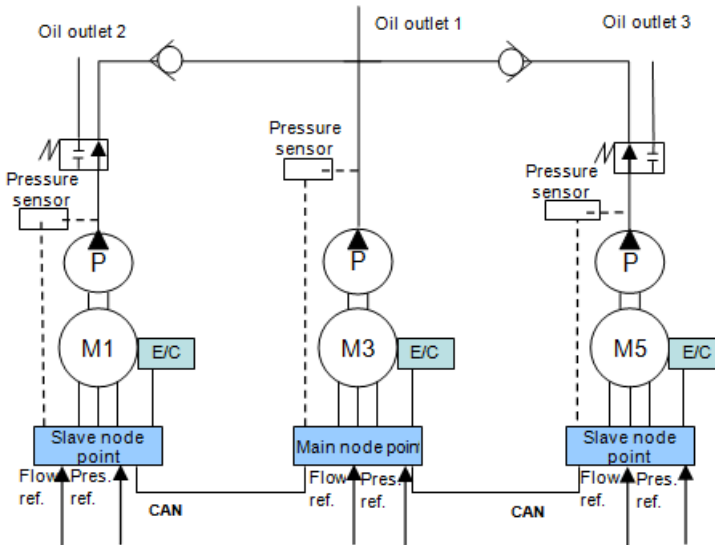 Oil outlet 2
Oil outlet 1
Oil outlet 3
Pressure
sensor
Pressure
sensor
Pressure
sensor
P
P
P
M1
E/C
M3
E/C
M5
E/C
Slave node
point
Main node point
Slave node
point
Flow
ref.
Pres.
ref.
CAN
Flow
ref.
Pres.
ref.
CAN
Flow
ref.
Pres.
ref.